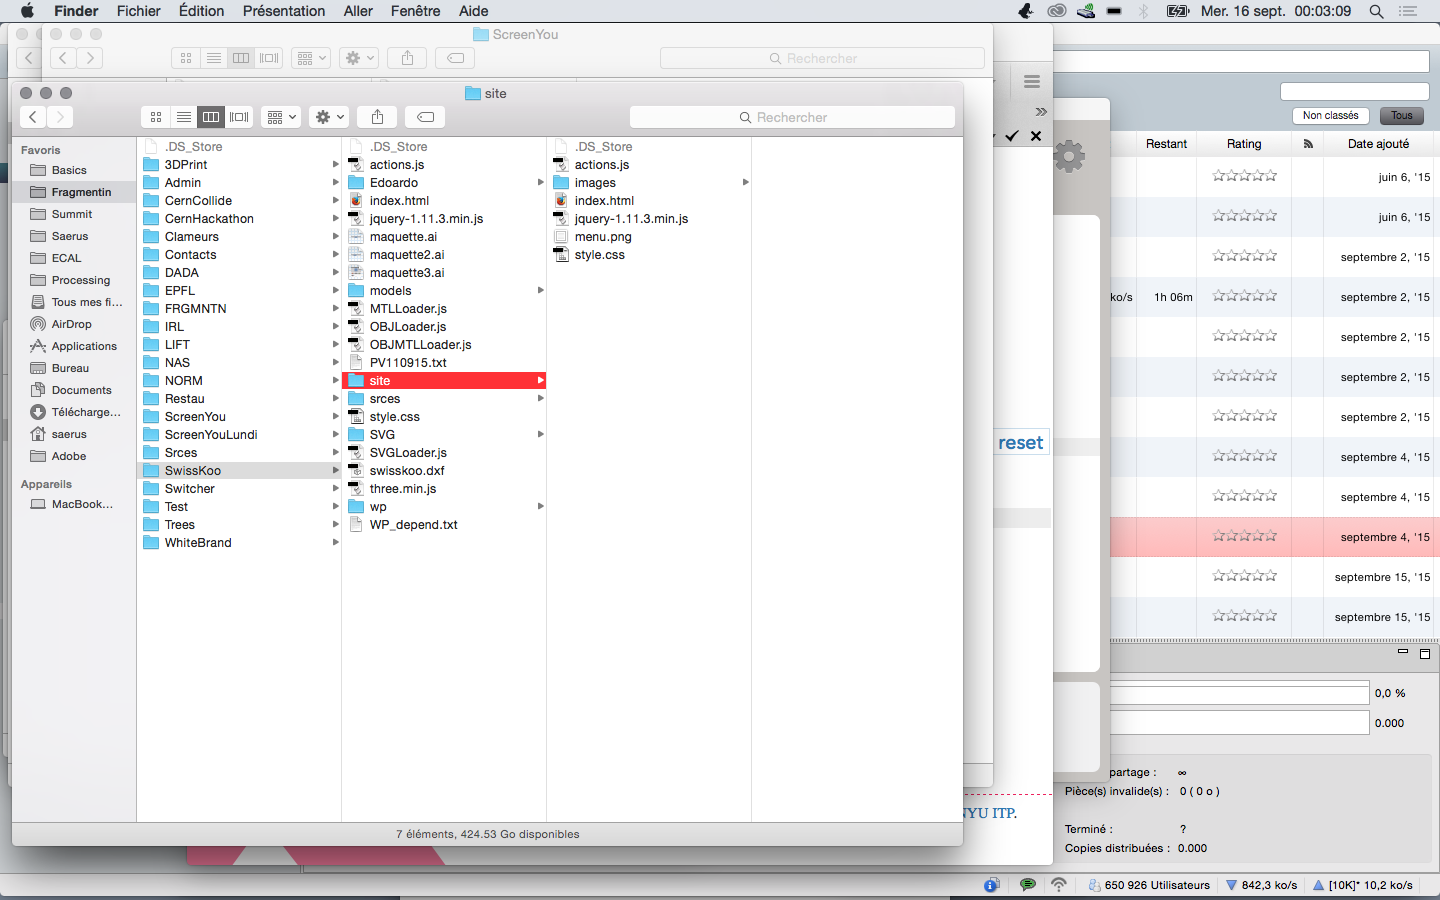 Finder Fichier Édition Présentation Aller Fenêtre Aide Mer. 16 sept. 00:03:09
ScreenYou
Rechercher
site
Rechercher
Non classés Tous
Favoris
Basics
Fragmentin
Summit
Saerus
ECAL
Processing
Tous mes fi...
AirDrop
Applications
Bureau
Documents
Télécharge...
saerus
Adobe
Appareils
MacBook...
.DS_Store
3DPrint
Admin
CernCollide
CernHackathon
Clameurs
Contacts
DADA
EPFL
FRGMNTN
IRL
LIFT
NAS
NORM
Restau
ScreenYou
ScreenYouLundi
Srces
SwissKoo
Switcher
Test
Trees
WhiteBrand
.DS_Store
actions.js
Edoardo
index.html
jquery-1.11.3.min.js
maquette.ai
maquette2.ai
maquette3.ai
models
MTLLoader.js
OBJLoader.js
OBJMTLLoader.js
PV110915.txt
site
srces
style.css
SVG
SVGLoader.js
swisskoo.dxf
three.min.js
wp
WP_depend.txt
.DS_Store
actions.js
images
index.html
jquery-1.11.3.min.js
menu.png
style.css
7 éléments, 424.53 Go disponibles
reset
NYU ITP.
Restant Rating Date ajouté
juin 6, '15
juin 6, '15
septembre 2, '15
ko/s 1h 06m septembre 2, '15
septembre 2, '15
septembre 2, '15
septembre 2, '15
septembre 4, '15
septembre 4, '15
septembre 4, '15
septembre 15, '15
septembre 15, '15
0,0 %
0.000
partage : ∞
Pièce(s) invalide(s) : 0 ( 0 o )
Terminé : ?
Copies distribuées : 0.000
650 926 Utilisateurs 842,3 ko/s [10K]* 10,2 ko/s